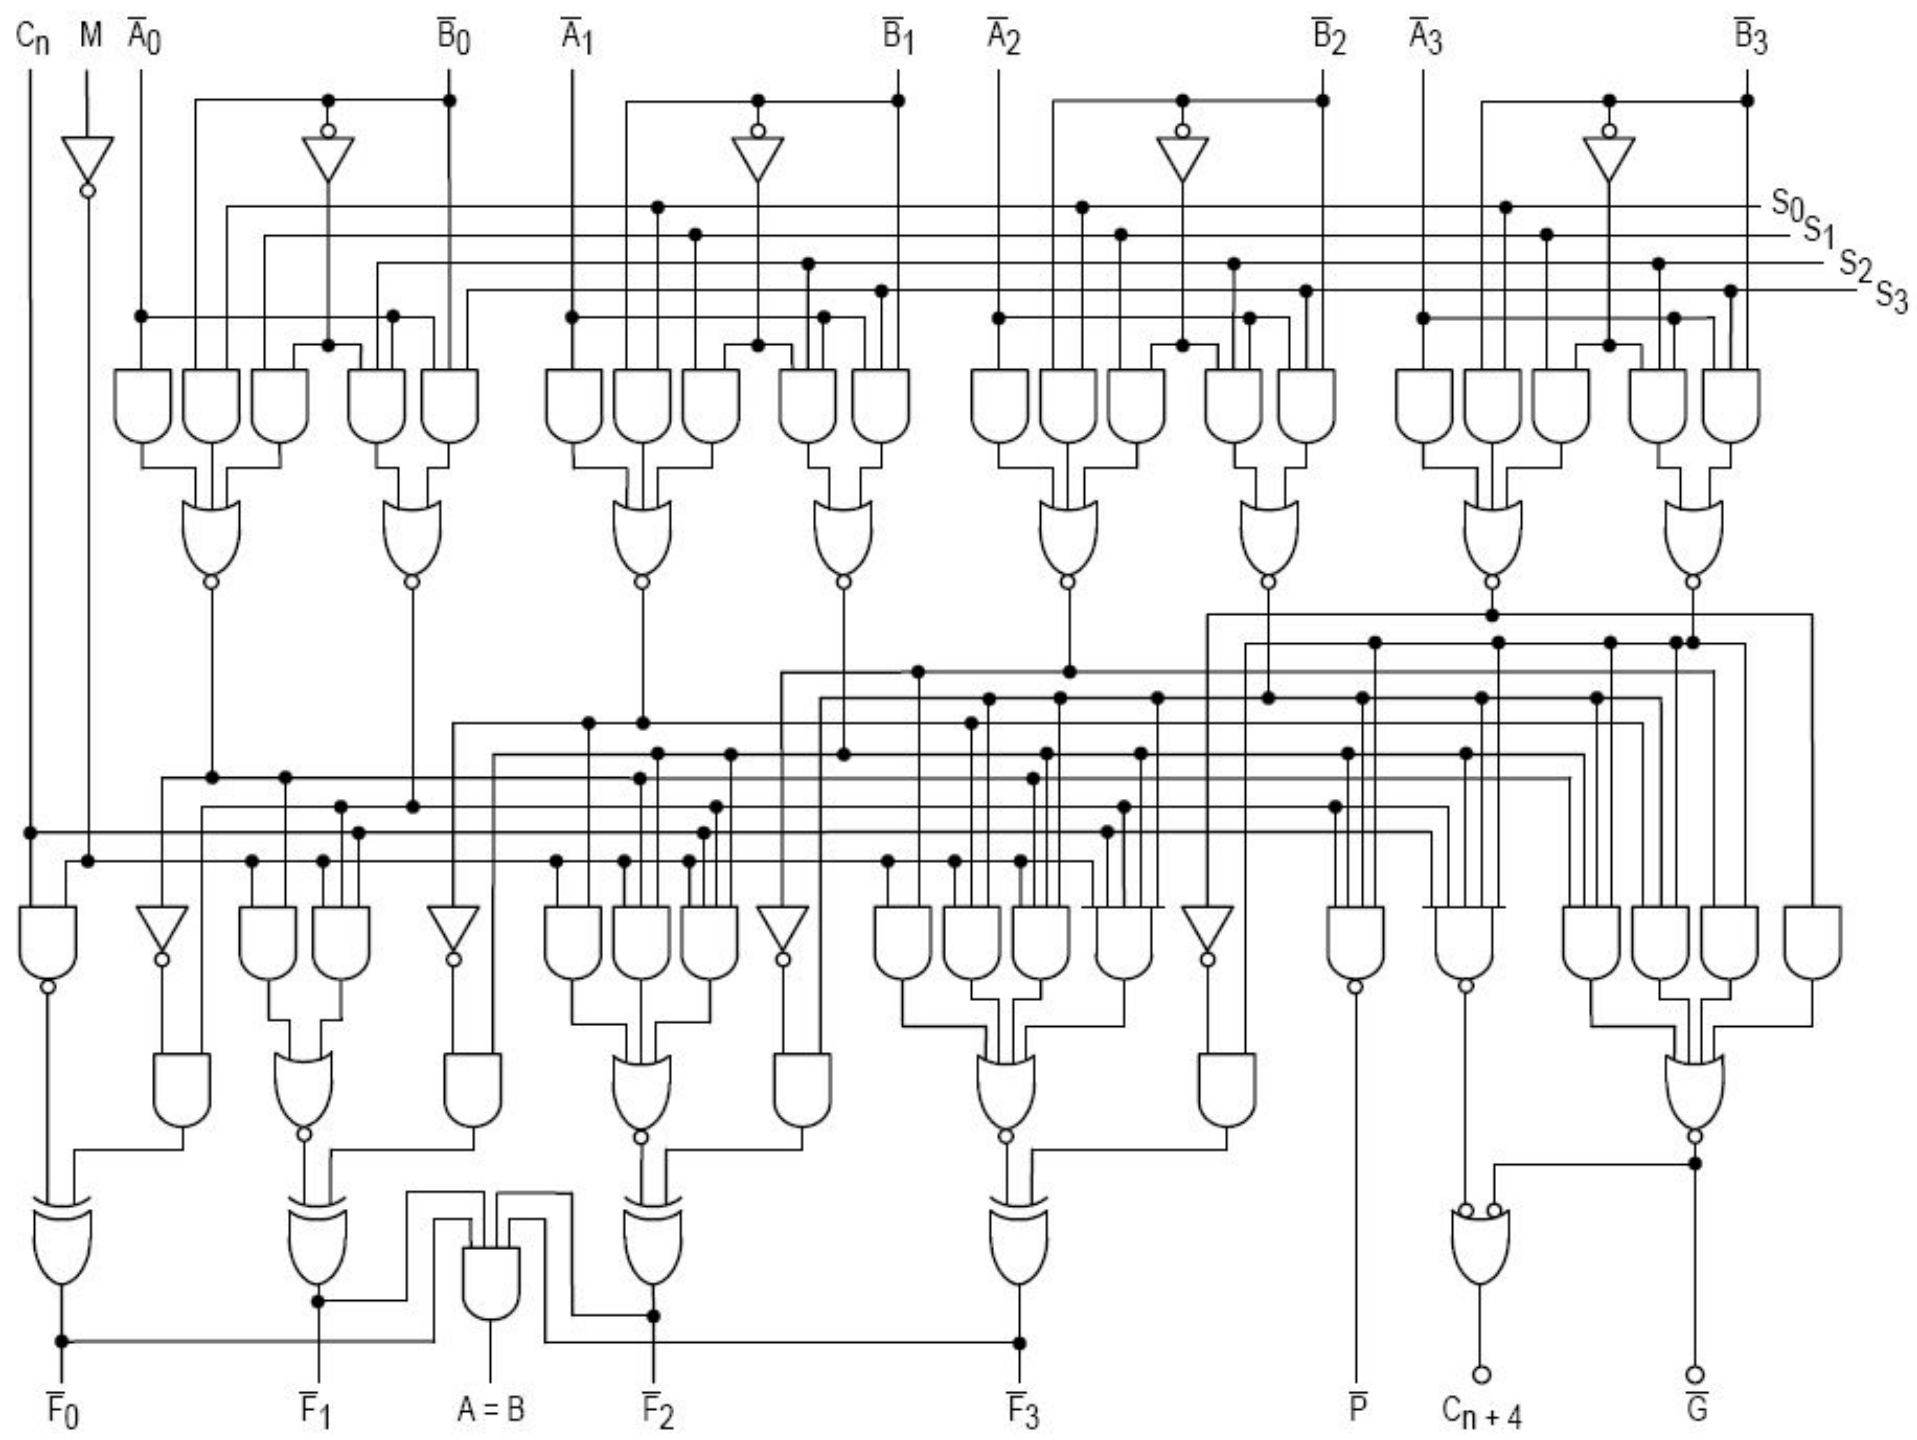 Cn M A̅0 B̅0 A̅1 B̅1 A̅2 B̅2 A̅3 B̅3
S0
S1
S2
S3
F̅0 F̅1 A = B F̅2 F̅3 P̅ Cn + 4 G̅